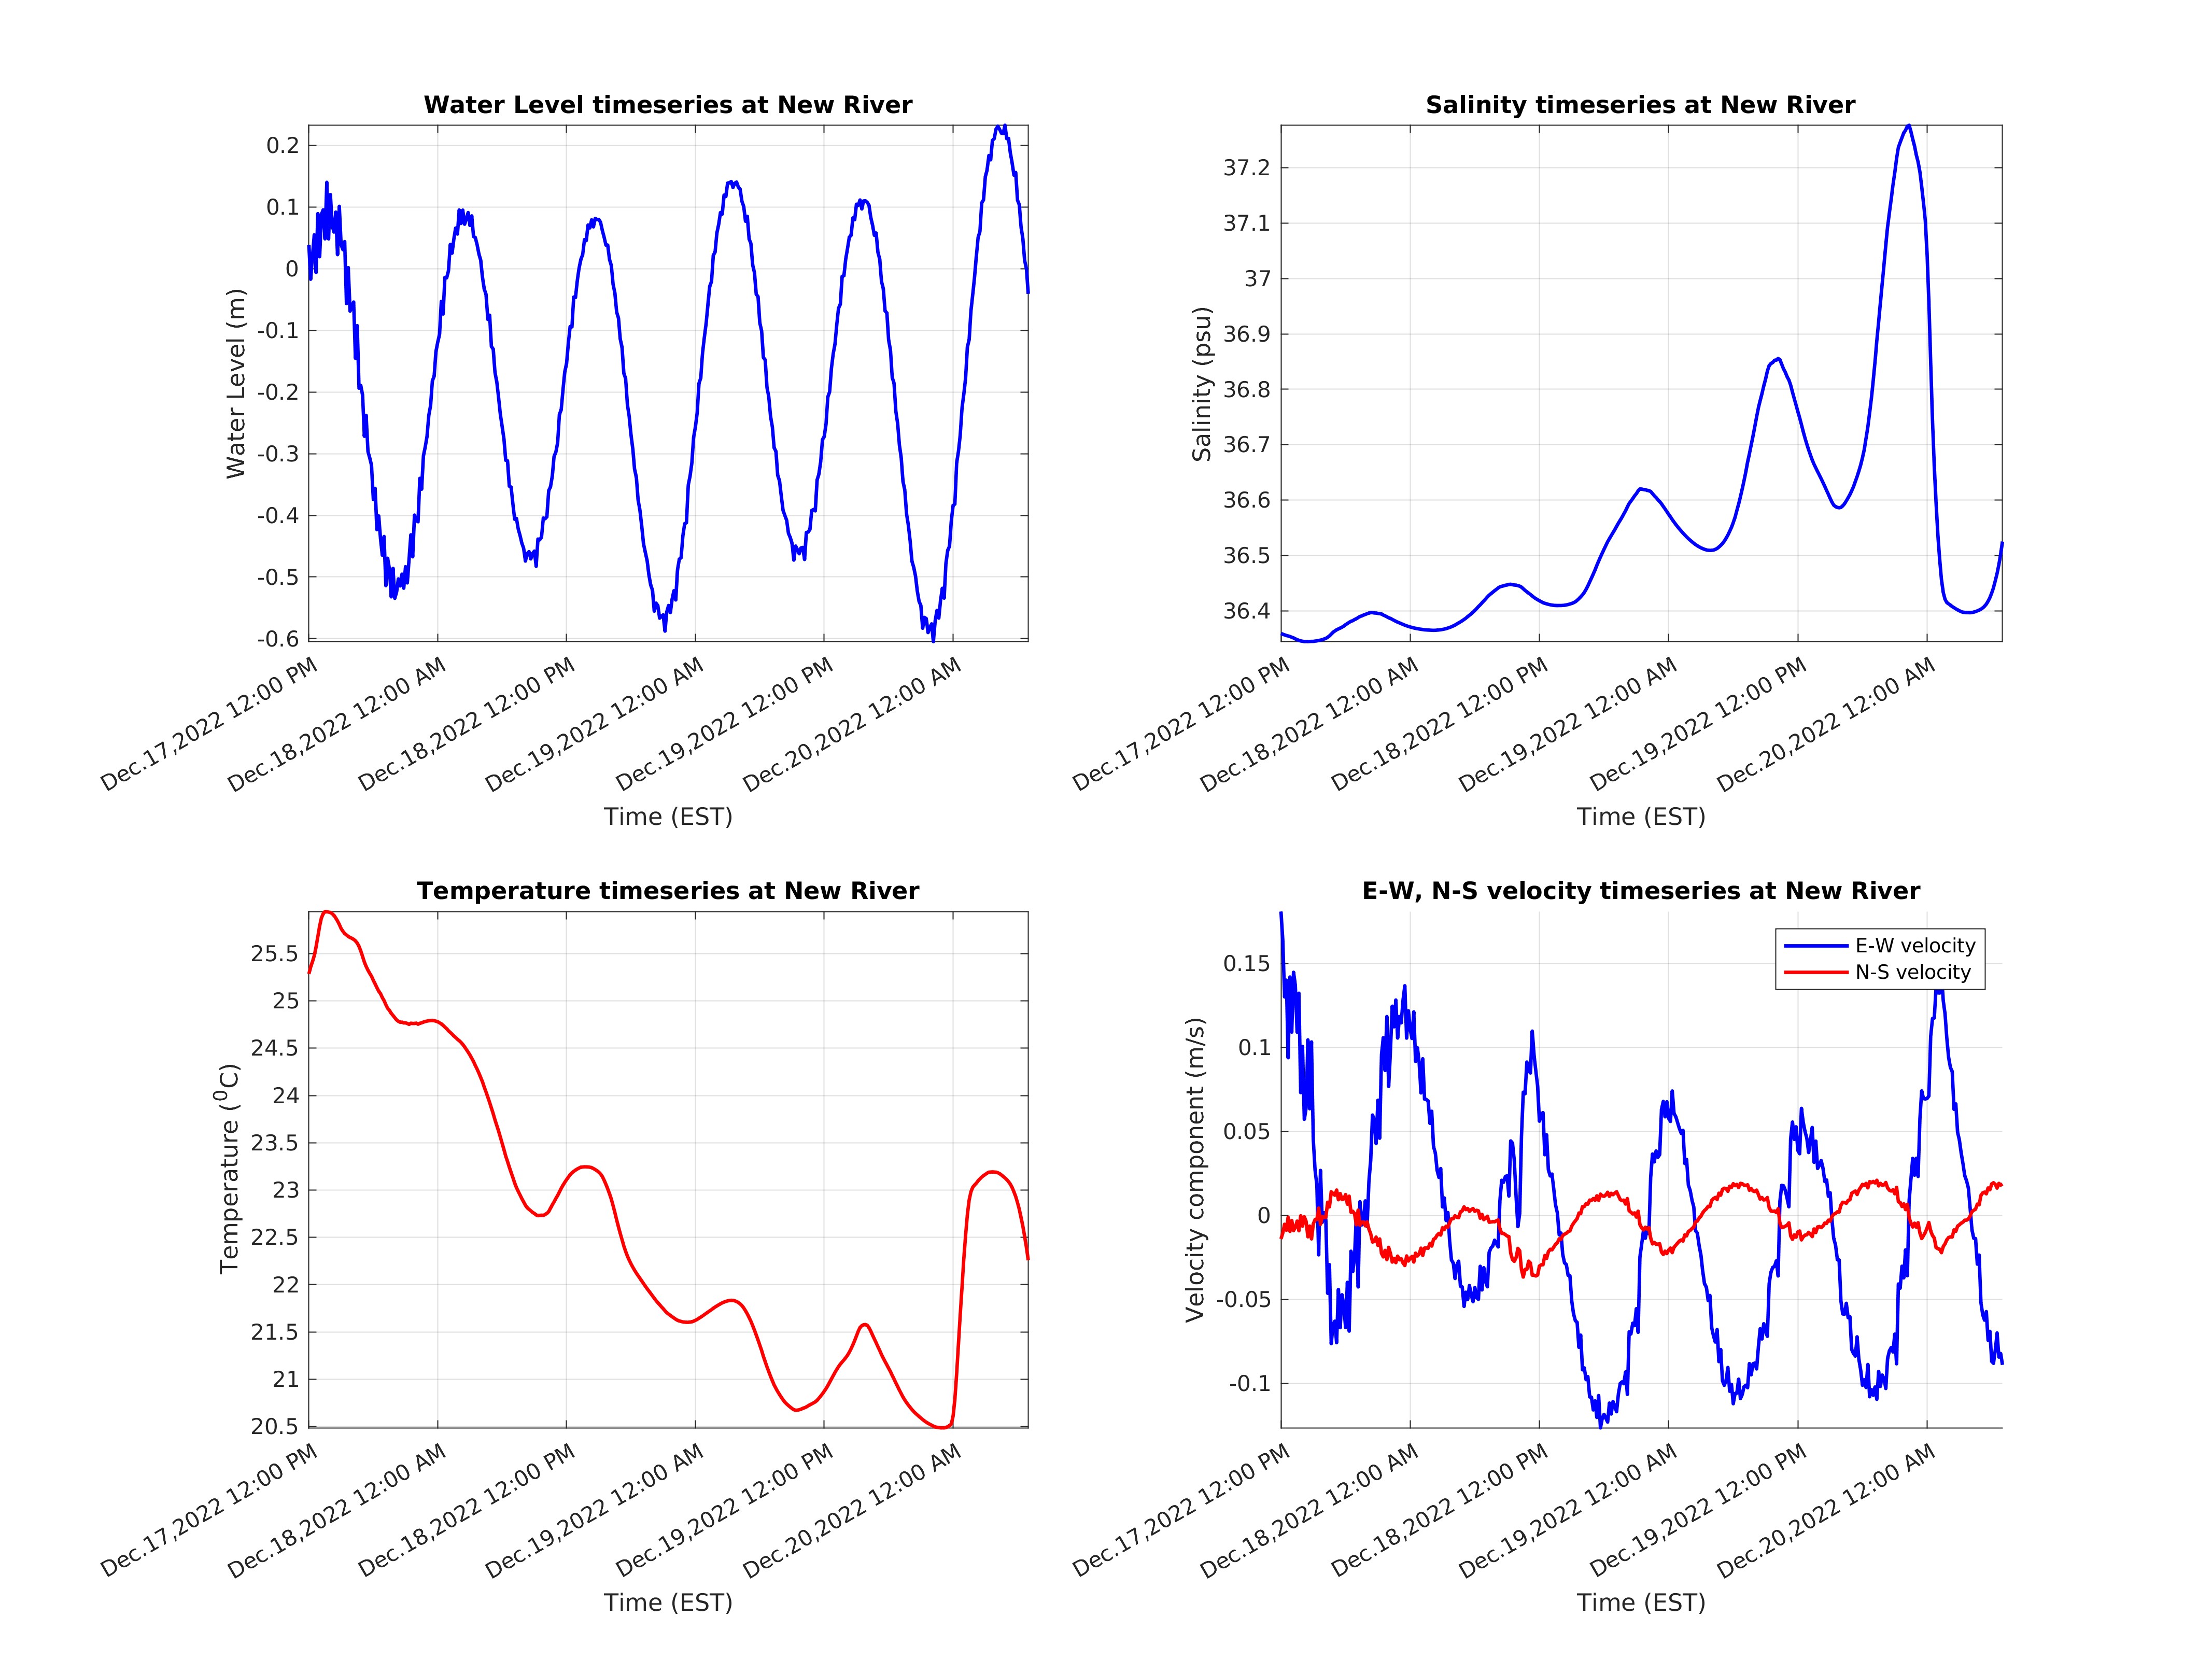 Water Level timeseries at New River
Water Level (m)
0.2
0.1
0
-0.1
-0.2
-0.3
-0.4
-0.5
-0.6
Dec.17,2022 12:00 PM
Dec.18,2022 12:00 AM
Dec.18,2022 12:00 PM
Dec.19,2022 12:00 AM
Dec.19,2022 12:00 PM
Dec.20,2022 12:00 AM
Time (EST)
Salinity timeseries at New River
Salinity (psu)
37.2
37.1
37
36.9
36.8
36.7
36.6
36.5
36.4
Dec.17,2022 12:00 PM
Dec.18,2022 12:00 AM
Dec.18,2022 12:00 PM
Dec.19,2022 12:00 AM
Dec.19,2022 12:00 PM
Dec.20,2022 12:00 AM
Time (EST)
Temperature timeseries at New River
Temperature (⁰C)
25.5
25
24.5
24
23.5
23
22.5
22
21.5
21
20.5
Dec.17,2022 12:00 PM
Dec.18,2022 12:00 AM
Dec.18,2022 12:00 PM
Dec.19,2022 12:00 AM
Dec.19,2022 12:00 PM
Dec.20,2022 12:00 AM
Time (EST)
E-W, N-S velocity timeseries at New River
Velocity component (m/s)
0.15
0.1
0.05
0
-0.05
-0.1
E-W velocity
N-S velocity
Dec.17,2022 12:00 PM
Dec.18,2022 12:00 AM
Dec.18,2022 12:00 PM
Dec.19,2022 12:00 AM
Dec.19,2022 12:00 PM
Dec.20,2022 12:00 AM
Time (EST)